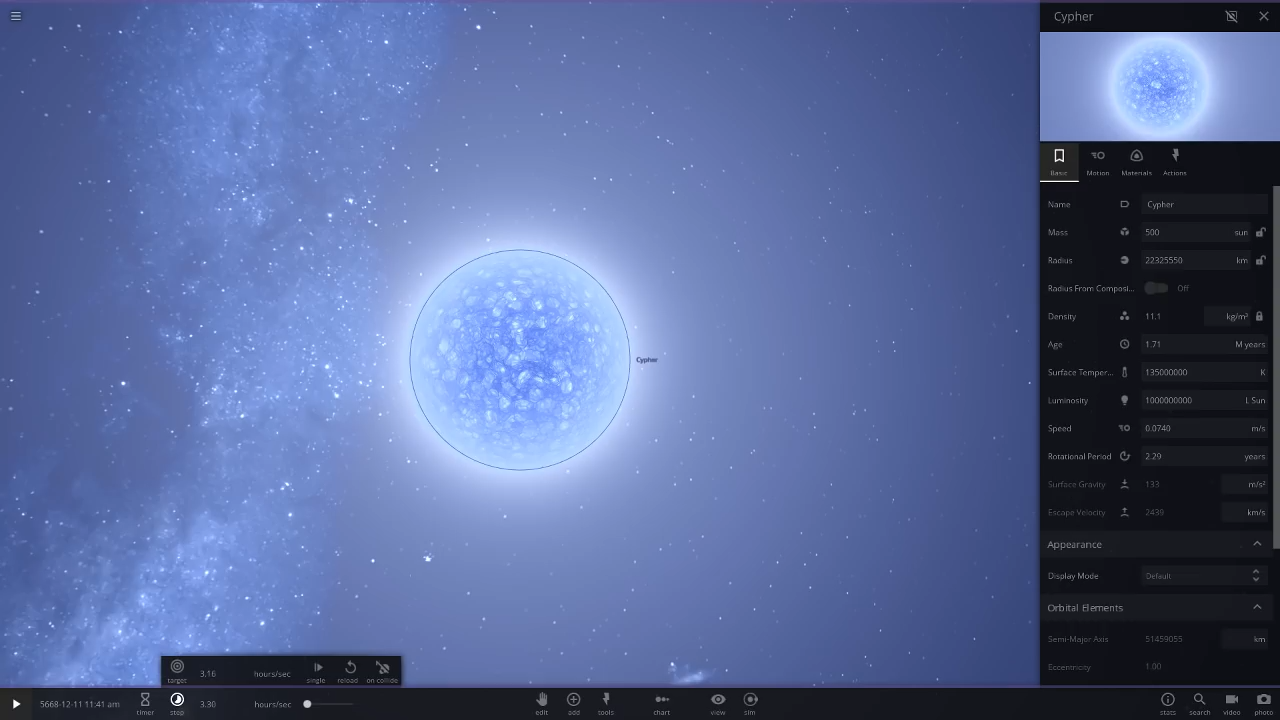 Cypher
Basic Motion Materials Actions
Name Cypher
Mass 500 sun
Radius 22325550 km
Radius From Composi... Off
Density 11.1 kg/m³
Age 1.71 M years
Surface Temper... 135000000 K
Luminosity 1000000000 L Sun
Speed 0.0740 m/s
Rotational Period 2.29 years
Surface Gravity 133 m/s²
Escape Velocity 2439 km/s
Appearance
Display Mode Default
Orbital Elements
Semi-Major Axis 51459055 km
Eccentricity 1.00
Cypher
3.16 hours/sec
target single reload on collide
5668-12-11 11:41 am 3.30 hours/sec
timer step edit add tools chart view sim stats search video photo